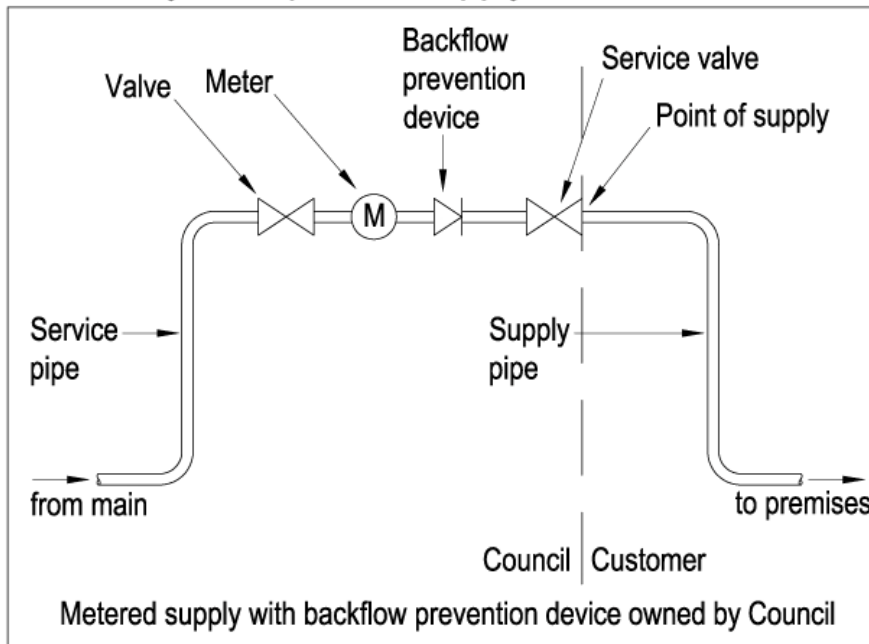 Backflow
prevention
device
Service valve
Valve
Meter
Point of supply
M
Service
pipe
Supply
pipe
from main
to premises
Council
Customer
Metered supply with backflow prevention device owned by Council